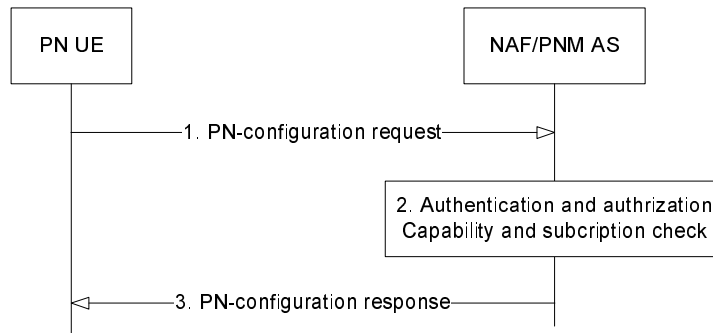 PN UE
NAF/PNM AS
1. PN-configuration request
2. Authentication and authrization
Capability and subcription check
3. PN-configuration response